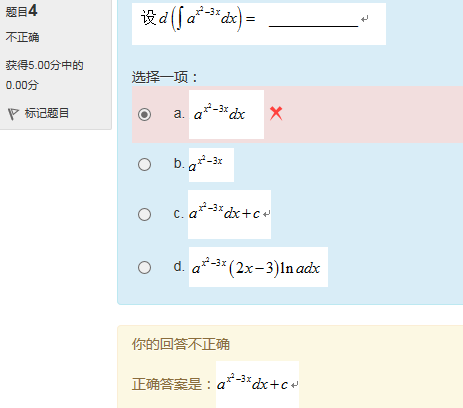 题目4
不正确
获得5.00分中的
0.00分
标记题目
设 d(∫a^{x²-3x}dx) = ________
选择一项：
a. a^{x²-3x}dx
b. a^{x²-3x}
c. a^{x²-3x}dx+c
d. a^{x²-3x}(2x-3)ln adx
你的回答不正确
正确答案是：a^{x²-3x}dx+c